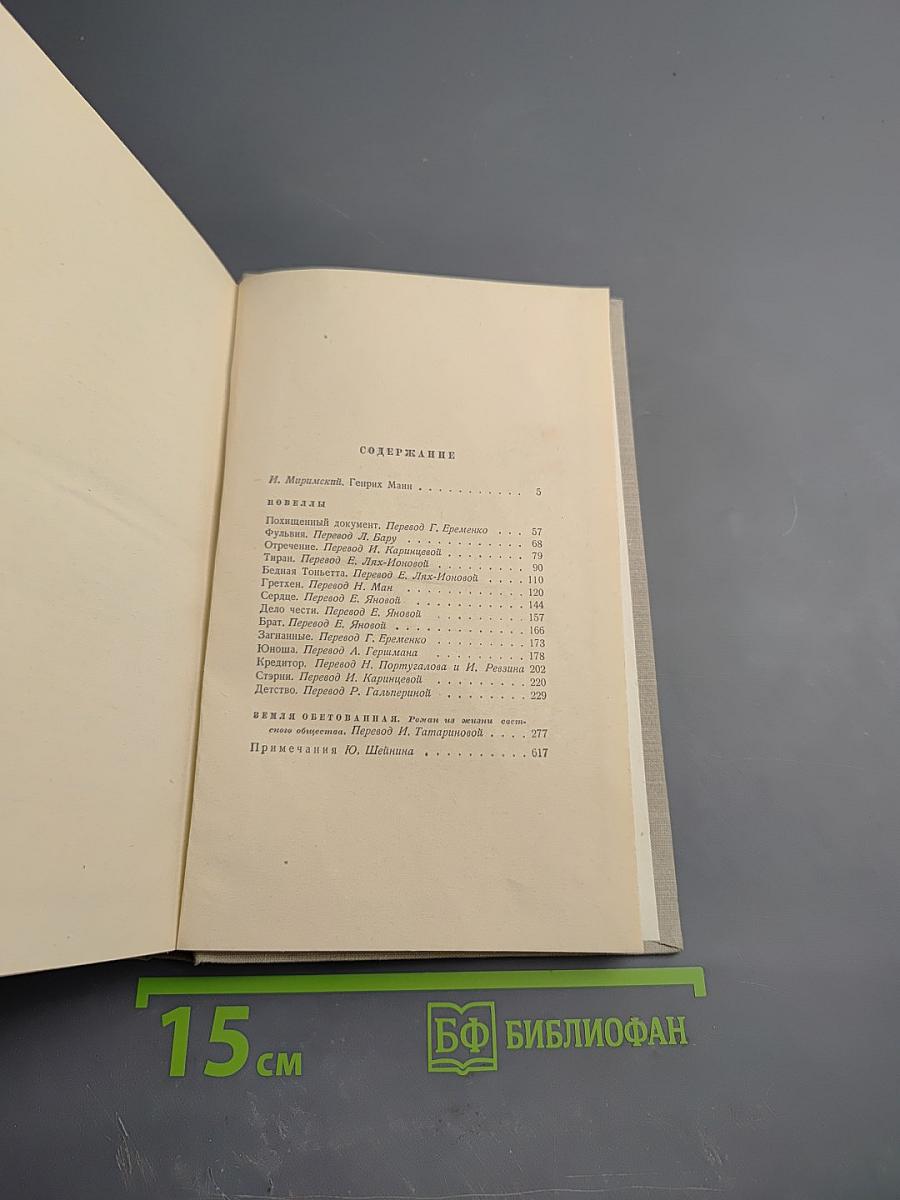 СОДЕРЖАНИЕ
И. Миримский. Генрих Манн . . . . . . . . . . . 5
НОВЕЛЛЫ
Похищенный документ. Перевод Г. Еременко . . . 57
Фульвия. Перевод Л. Бару . . . . . . . . . . 68
Отречение. Перевод И. Каринцевой . . . . . . . . 79
Тиран. Перевод Е. Лях-Ионовой . . . . . . . . . 90
Бедная Тоньетта. Перевод Е. Лях-Ионовой . . . . 110
Гретхен. Перевод Н. Ман . . . . . . . . . . . 120
Сердце. Перевод Е. Яновой . . . . . . . . . . 144
Дело чести. Перевод Е. Яновой . . . . . . . . 157
Брат. Перевод Е. Яновой . . . . . . . . . . . . 166
Загнанные. Перевод Г. Еременко . . . . . . . . 173
Юноша. Перевод А. Гершмана . . . . . . . . 178
Кредитор. Перевод Н. Португалова и И. Ревзина 202
Стэрни. Перевод И. Каринцевой . . . . . . . . 220
Детство. Перевод Р. Гальпериной . . . . . . . 229
ЗЕМЛЯ ОБЕТОВАННАЯ. Роман из жизни свет-
ского общества. Перевод И. Татариновой . . . . 277
Примечания Ю. Шейнина . . . . . . . . . 617
15 см
БФ БИБЛИОФАН